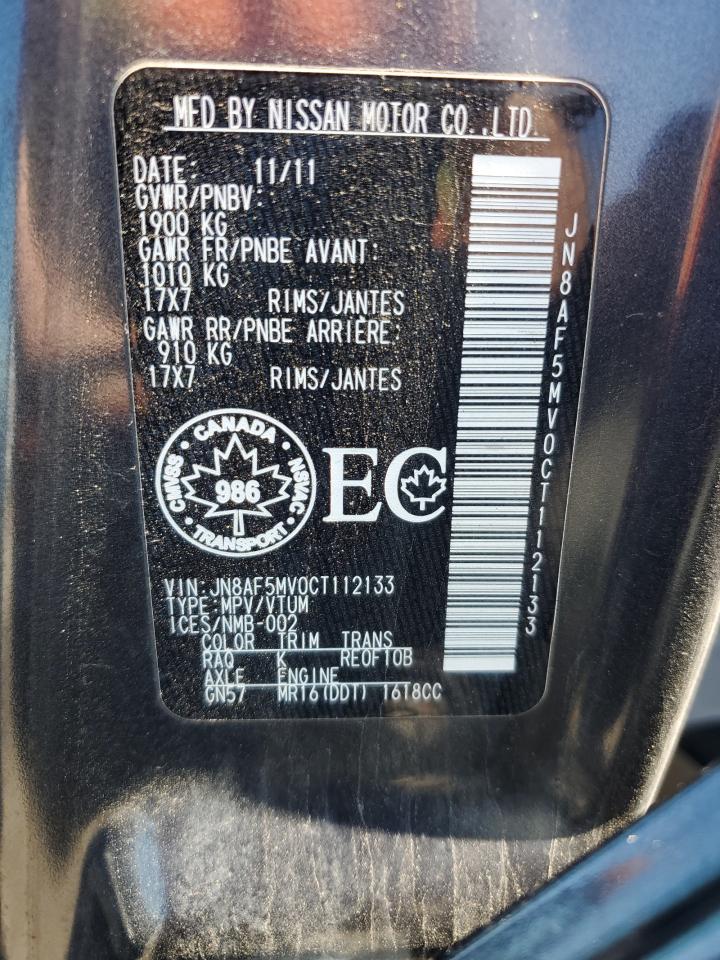 MFD BY NISSAN MOTOR CO.,LTD.
DATE: 11/11
GVWR/PNBV:
1900 KG
GAWR FR/PNBE AVANT:
1010 KG
17X7 RIMS/JANTES
GAWR RR/PNBE ARRIÈRE:
910 KG
17X7 RIMS/JANTES
CANADA
CMVSS · NSVAC
986
TRANSPORT
EC
VIN:JN8AF5MV0CT112133
TYPE:MPV/VTUM
ICES/NMB-002
COLOR TRIM TRANS
RAQ K RE0F10B
AXLE ENGINE
GN57 MR16(DDT) 1618CC
JN8AF5MV0CT112133